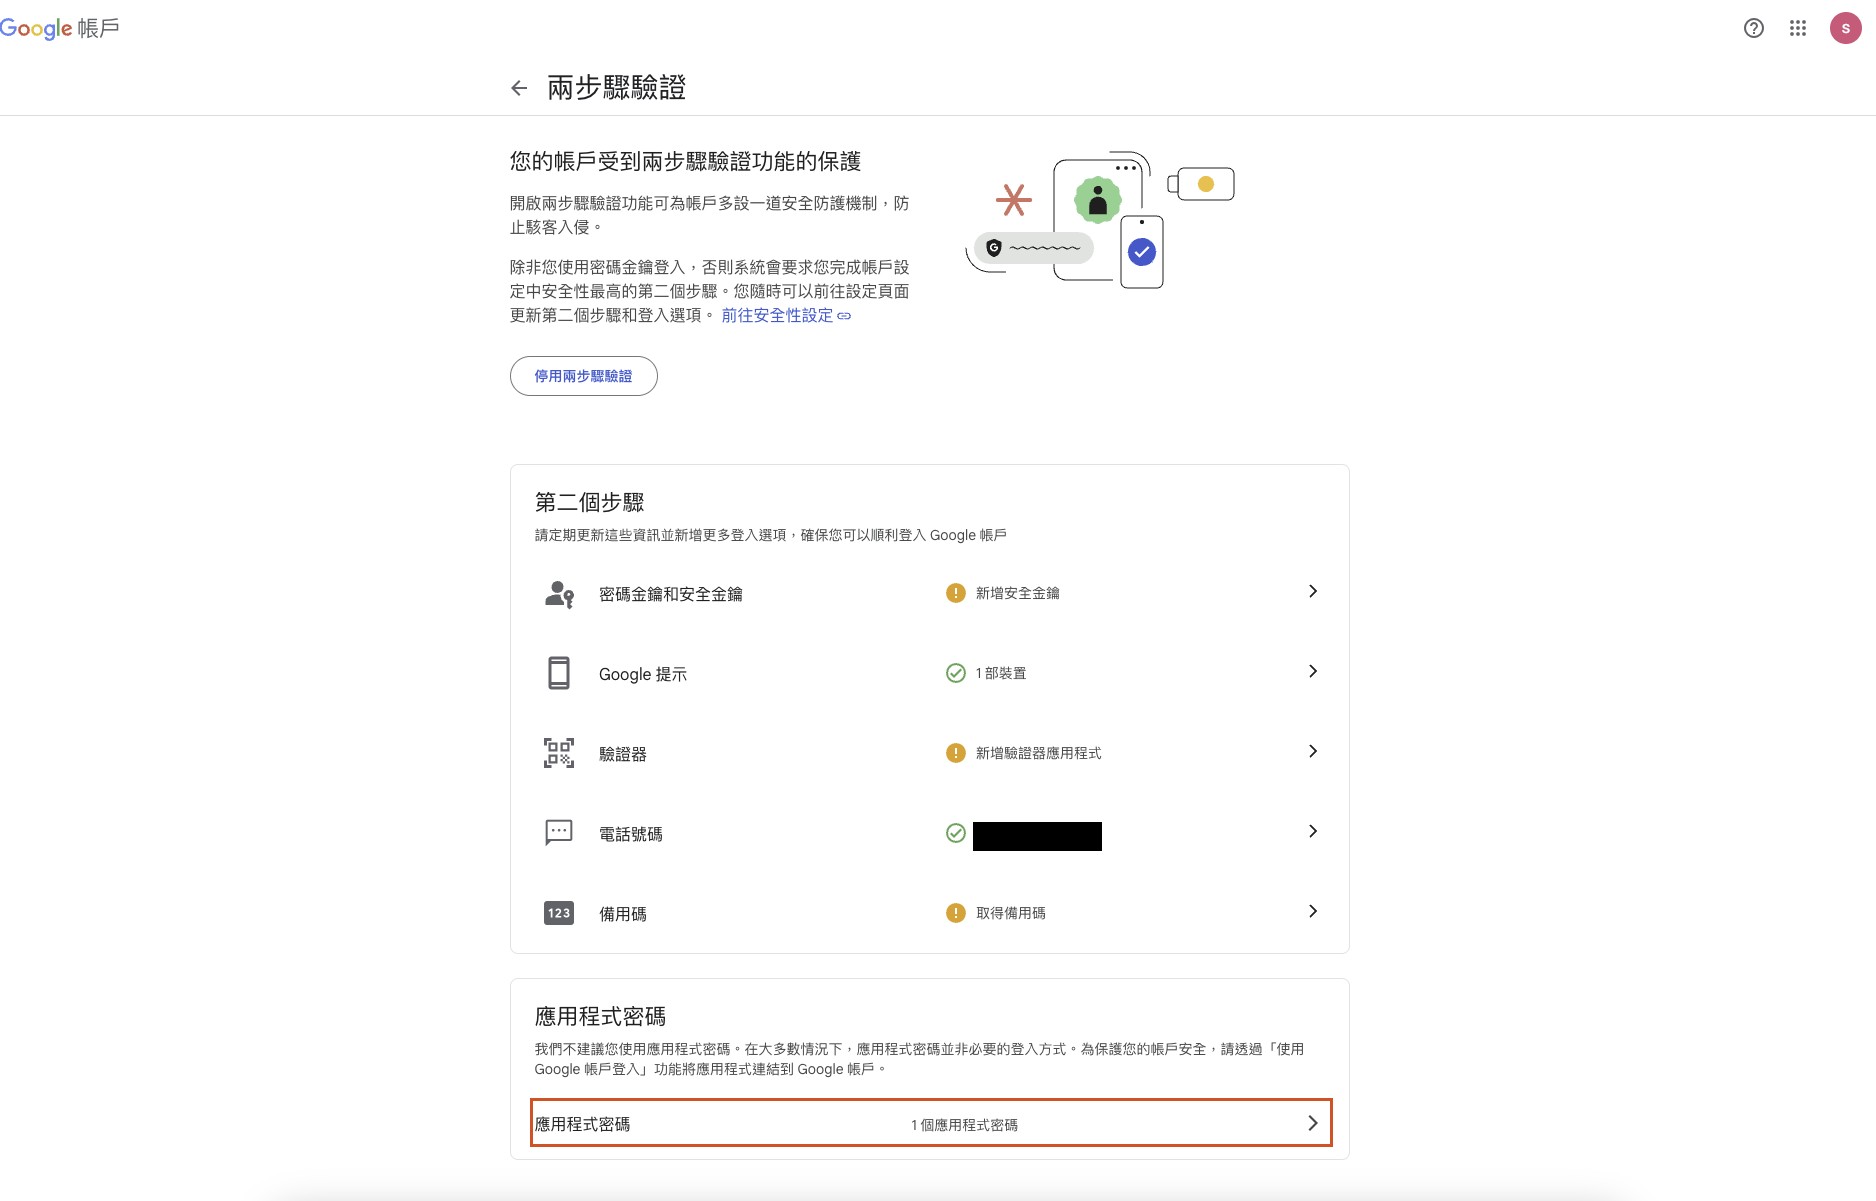 Google 帳戶
S
兩步驟驗證
您的帳戶受到兩步驟驗證功能的保護
開啟兩步驟驗證功能可為帳戶多設一道安全防護機制，防
止駭客入侵。
除非您使用密碼金鑰登入，否則系統會要求您完成帳戶設
定中安全性最高的第二個步驟。您隨時可以前往設定頁面
更新第二個步驟和登入選項。 前往安全性設定
G
停用兩步驟驗證
第二個步驟
請定期更新這些資訊並新增更多登入選項，確保您可以順利登入 Google 帳戶
密碼金鑰和安全金鑰 新增安全金鑰
Google 提示 1 部裝置
驗證器 新增驗證器應用程式
電話號碼
123 備用碼 取得備用碼
應用程式密碼
我們不建議您使用應用程式密碼。在大多數情況下，應用程式密碼並非必要的登入方式。為保護您的帳戶安全，請透過「使用
Google 帳戶登入」功能將應用程式連結到 Google 帳戶。
應用程式密碼 1 個應用程式密碼